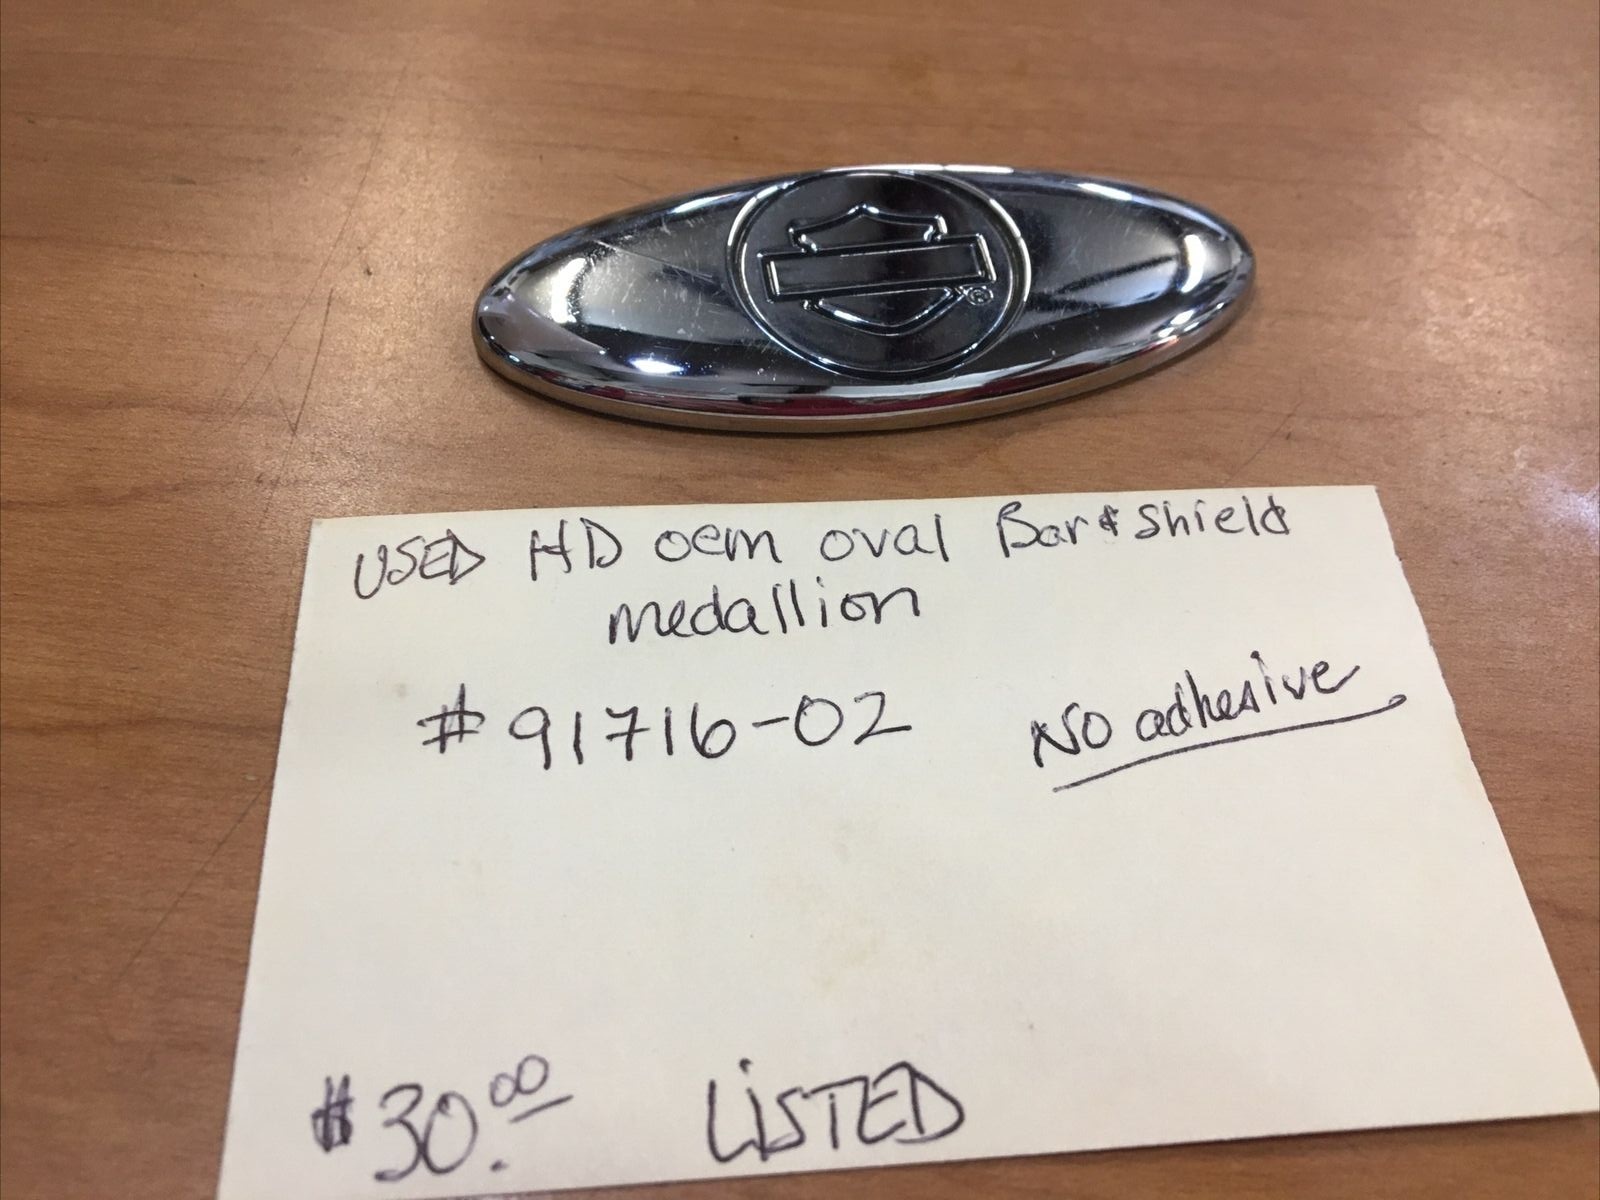 ®
USED HD oem oval Bar & Shield
medallion
#91716-02 NO adhesive
$30.00 LiSTED